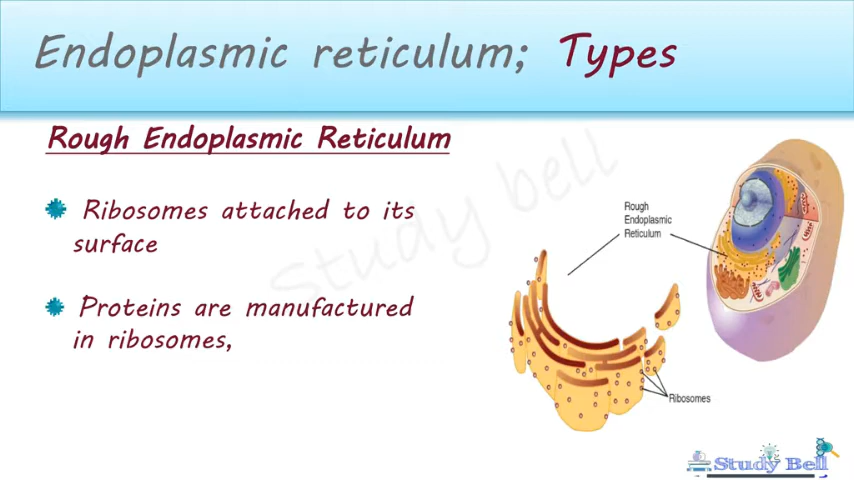 Endoplasmic reticulum; Types
Rough Endoplasmic Reticulum
Ribosomes attached to its
surface
Proteins are manufactured
in ribosomes,
Rough
Endoplasmic
Reticulum
Ribosomes
Study bell
Study Bell